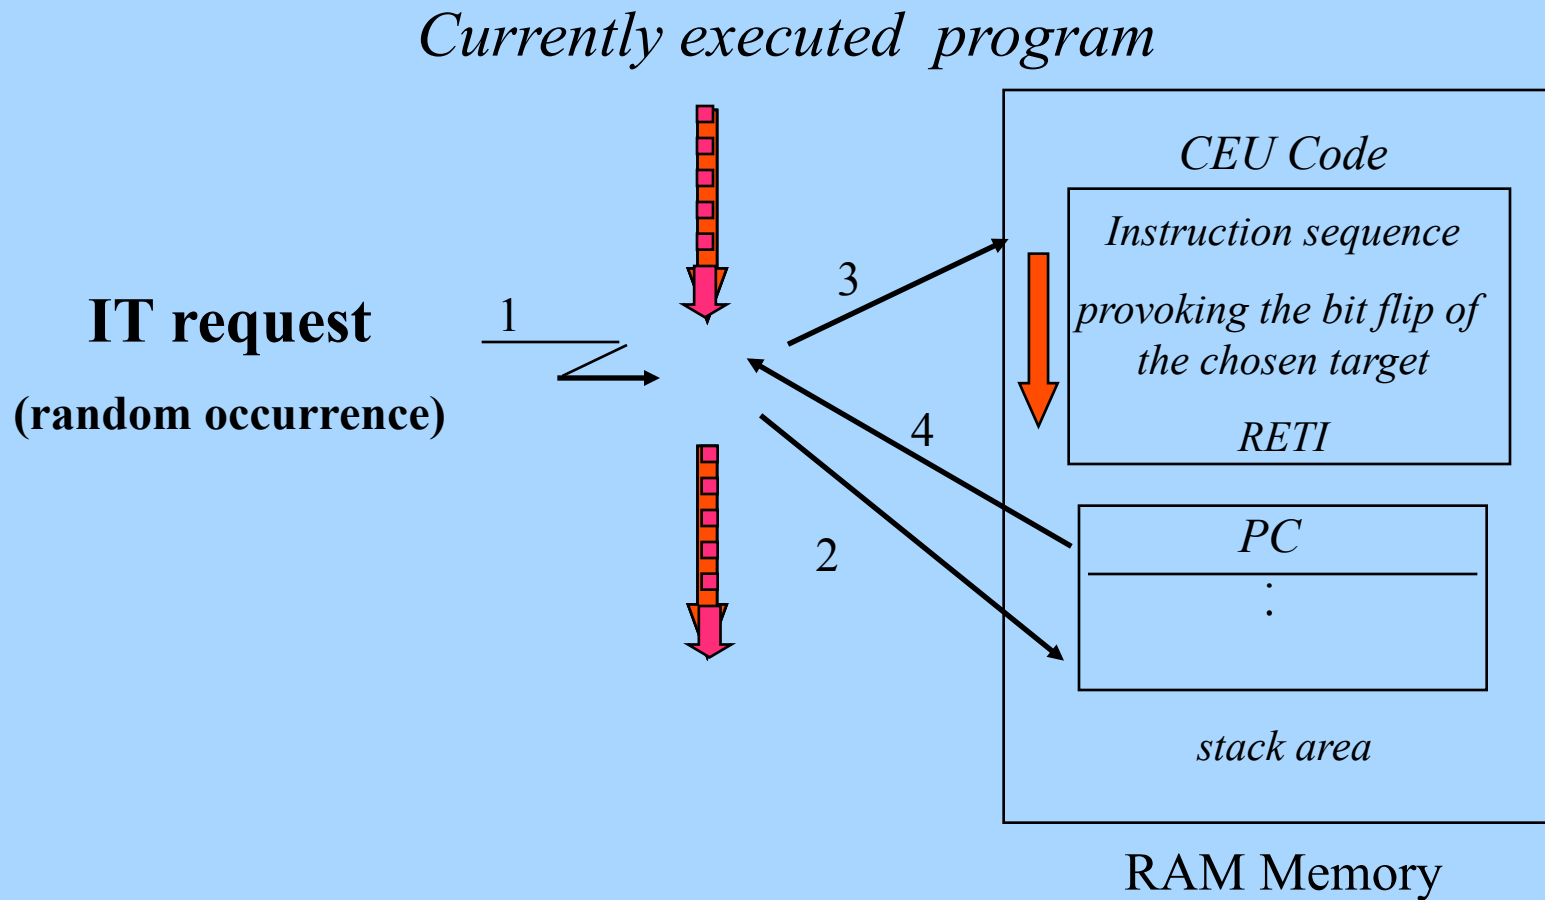 Currently executed program
CEU Code
Instruction sequence
provoking the bit flip of
the chosen target
RETI
3
1
IT request
(random occurrence)
4
2
PC
:
.
stack area
RAM Memory